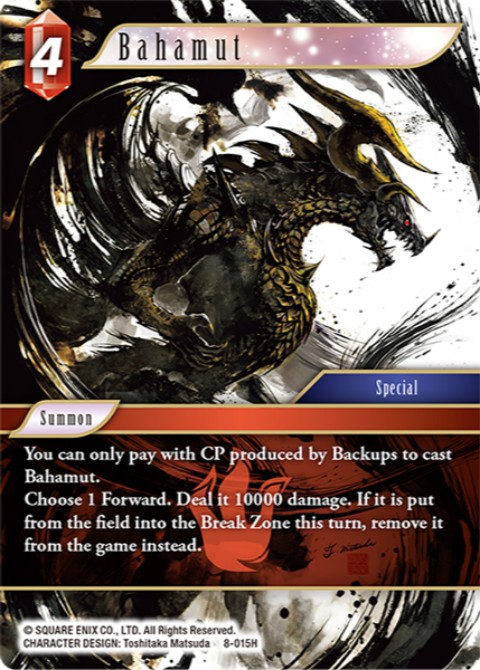 4
Bahamut
Special
Summon
You can only pay with CP produced by Backups to cast
Bahamut.
Choose 1 Forward. Deal it 10000 damage. If it is put
from the field into the Break Zone this turn, remove it
from the game instead.
© SQUARE ENIX CO., LTD. All Rights Reserved.
CHARACTER DESIGN: Toshitaka Matsuda 8-015H